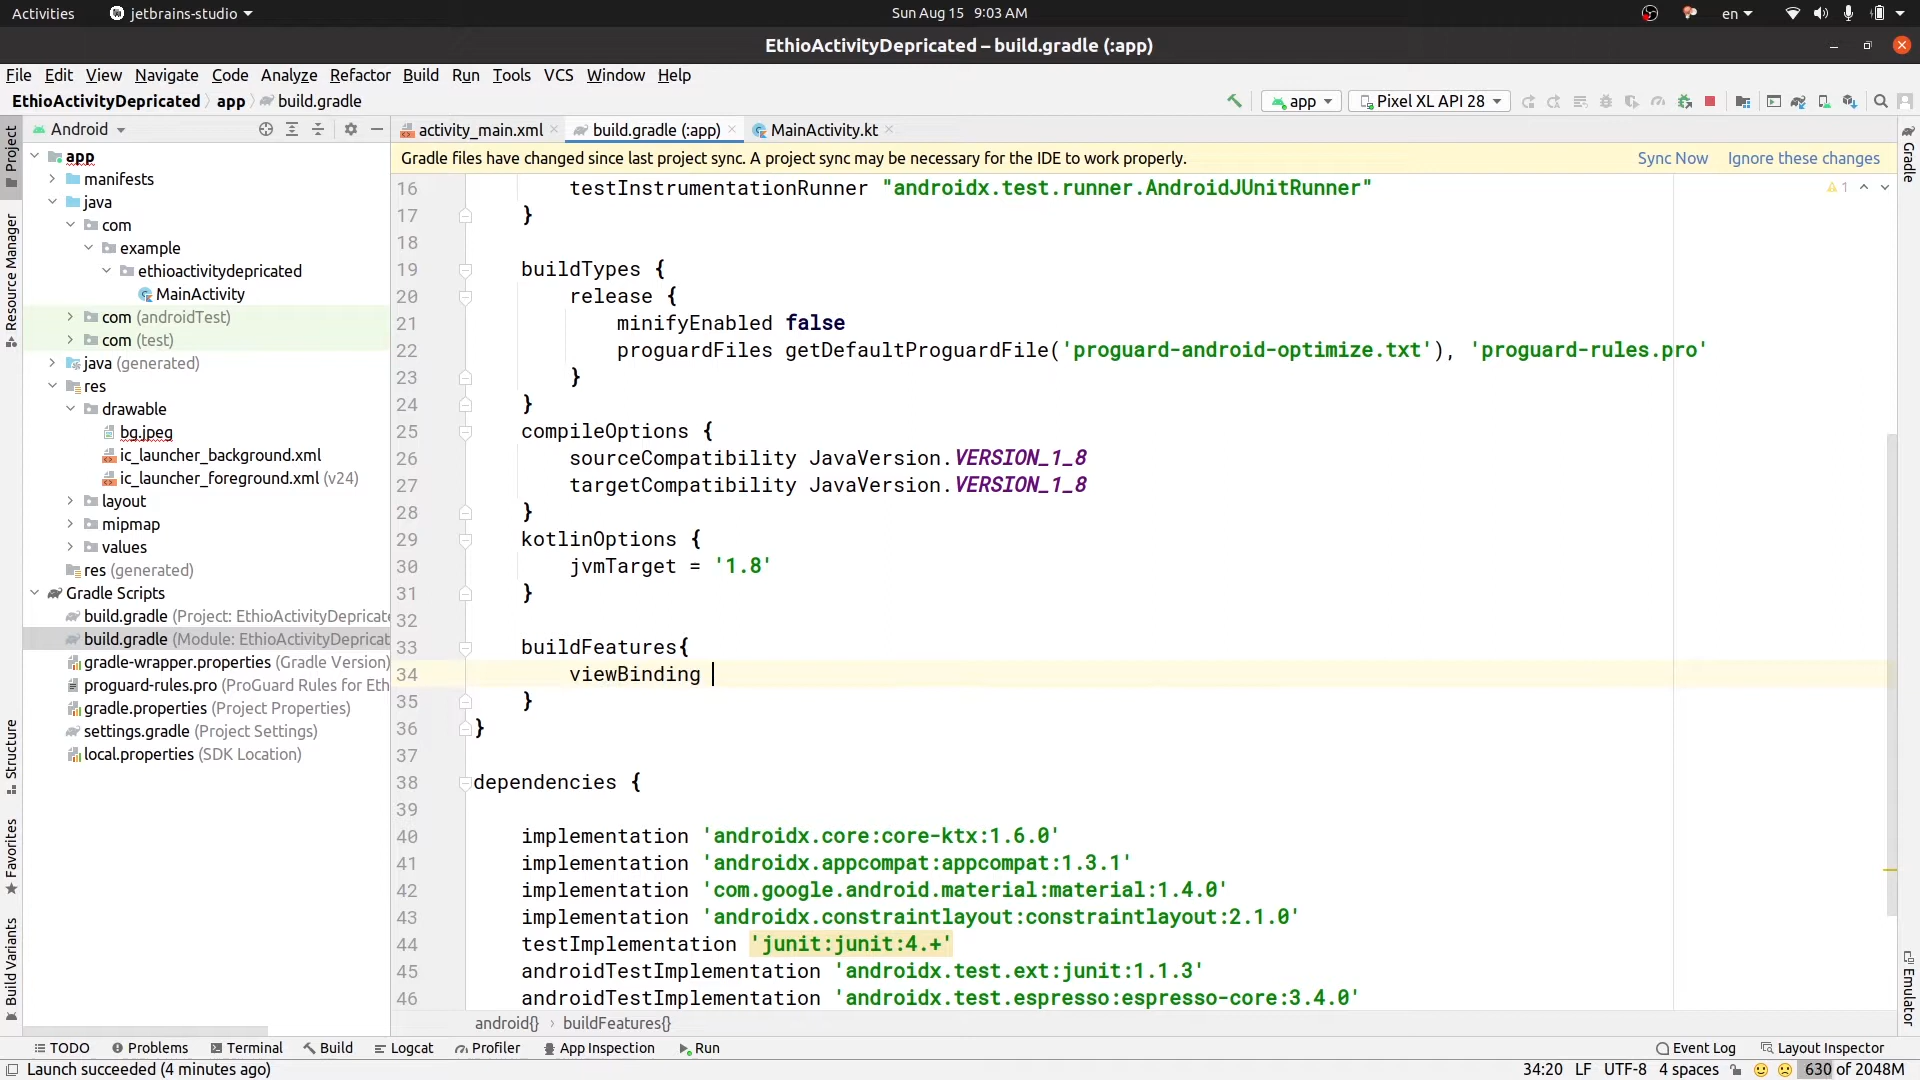 Activities
jetbrains-studio
Sun Aug 15 9:03 AM
en
EthioActivityDepricated – build.gradle (:app)
File Edit View Navigate Code Analyze Refactor Build Run Tools VCS Window Help
EthioActivityDepricated app build.gradle
app Pixel XL API 28
Android
activity_main.xml build.gradle (:app) MainActivity.kt
Gradle files have changed since last project sync. A project sync may be necessary for the IDE to work properly.
Sync Now Ignore these changes
Project
Resource Manager
Structure
Favorites
Build Variants
Gradle
Emulator
app
manifests
java
com
example
ethioactivitydepricated
MainActivity
com (androidTest)
com (test)
java (generated)
res
drawable
bg.jpeg
ic_launcher_background.xml
ic_launcher_foreground.xml (v24)
layout
mipmap
values
res (generated)
Gradle Scripts
build.gradle (Project: EthioActivityDepricate
build.gradle (Module: EthioActivityDepricat
gradle-wrapper.properties (Gradle Version)
proguard-rules.pro (ProGuard Rules for Eth
gradle.properties (Project Properties)
settings.gradle (Project Settings)
local.properties (SDK Location)
1
16 testInstrumentationRunner "androidx.test.runner.AndroidJUnitRunner"
17 }
18
19 buildTypes {
20 release {
21 minifyEnabled false
22 proguardFiles getDefaultProguardFile('proguard-android-optimize.txt'), 'proguard-rules.pro'
23 }
24 }
25 compileOptions {
26 sourceCompatibility JavaVersion.VERSION_1_8
27 targetCompatibility JavaVersion.VERSION_1_8
28 }
29 kotlinOptions {
30 jvmTarget = '1.8'
31 }
32
33 buildFeatures{
34 viewBinding
35 }
36 }
37
38 dependencies {
39
40 implementation 'androidx.core:core-ktx:1.6.0'
41 implementation 'androidx.appcompat:appcompat:1.3.1'
42 implementation 'com.google.android.material:material:1.4.0'
43 implementation 'androidx.constraintlayout:constraintlayout:2.1.0'
44 testImplementation 'junit:junit:4.+'
45 androidTestImplementation 'androidx.test.ext:junit:1.1.3'
46 androidTestImplementation 'androidx.test.espresso:espresso-core:3.4.0'
android{} › buildFeatures{}
TODO Problems Terminal Build Logcat Profiler App Inspection Run Event Log Layout Inspector
Launch succeeded (4 minutes ago)
34:20 LF UTF-8 4 spaces 630 of 2048M